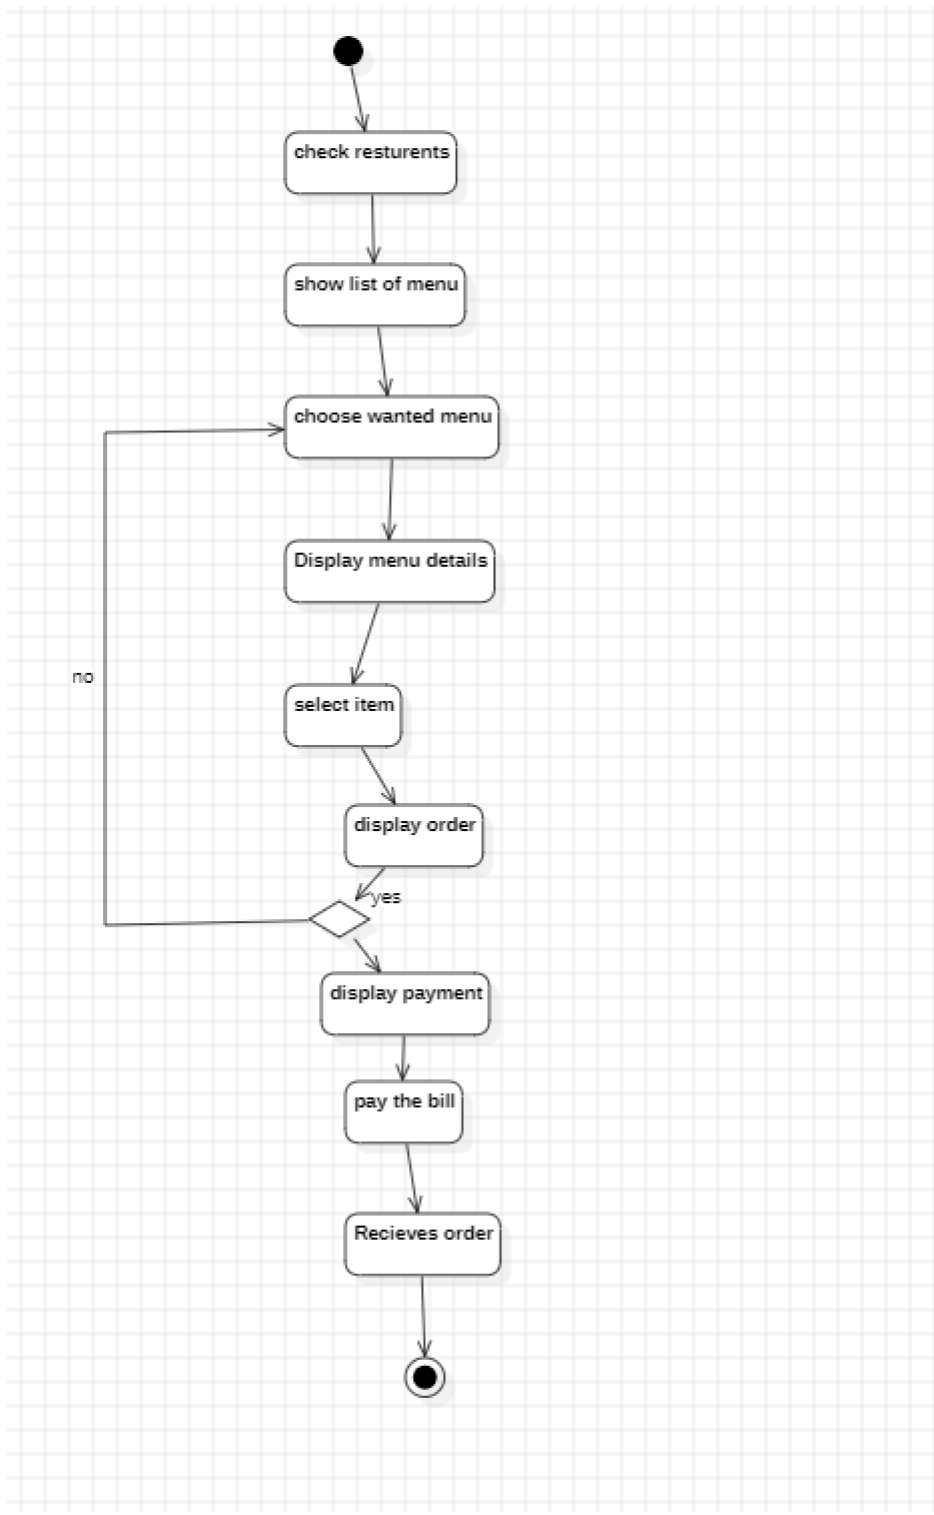 check resturents
show list of menu
choose wanted menu
Display menu details
no
select item
display order
yes
display payment
pay the bill
Recieves order